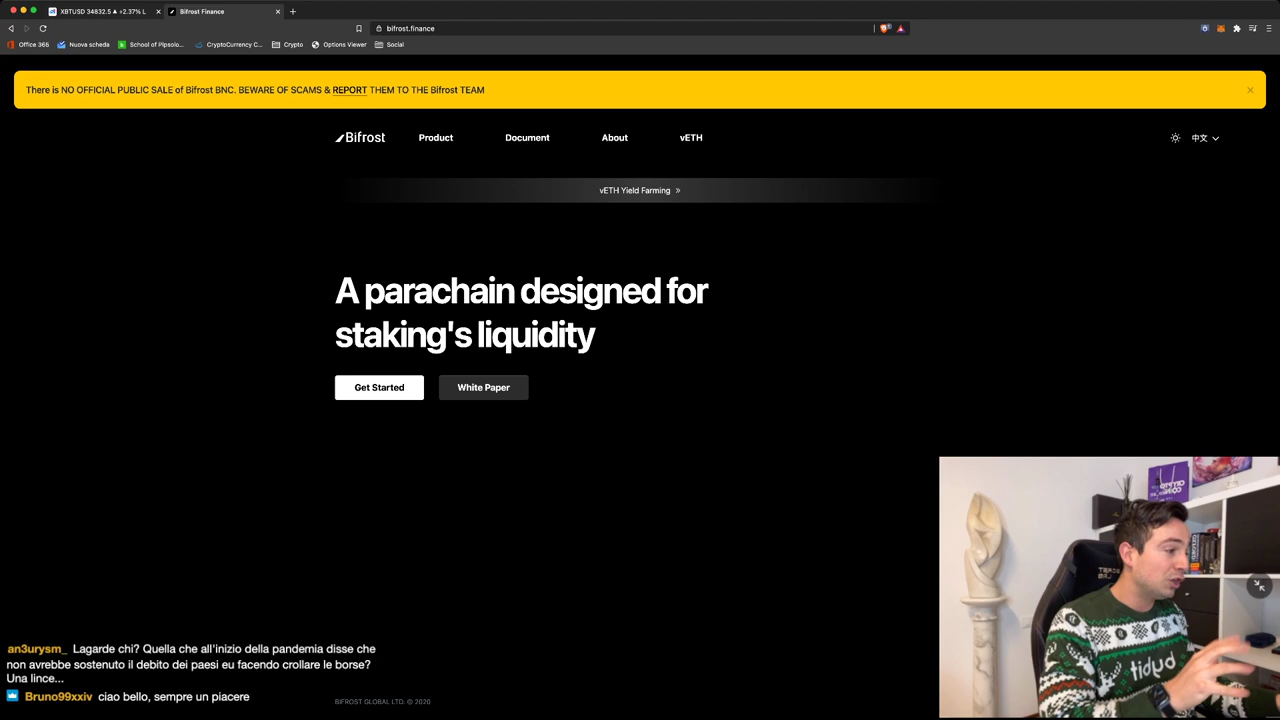 XBTUSD 34832.5 ▲ +2.37% L
Bifrost Finance
bifrost.finance
Office 365
Nuova scheda
School of Pipsolo...
CryptoCurrency C...
Crypto
Options Viewer
Social
There is NO OFFICIAL PUBLIC SALE of Bifrost BNC. BEWARE OF SCAMS & REPORT THEM TO THE Bifrost TEAM
Bifrost
Product
Document
About
vETH
中文
vETH Yield Farming »
A parachain designed for
staking's liquidity
Get Started
White Paper
tidyd
an3urysm_ Lagarde chi? Quella che all'inizio della pandemia disse che
non avrebbe sostenuto il debito dei paesi eu facendo crollare le borse?
Una lince...
Bruno99xxiv ciao bello, sempre un piacere
BIFROST GLOBAL LTD. © 2020